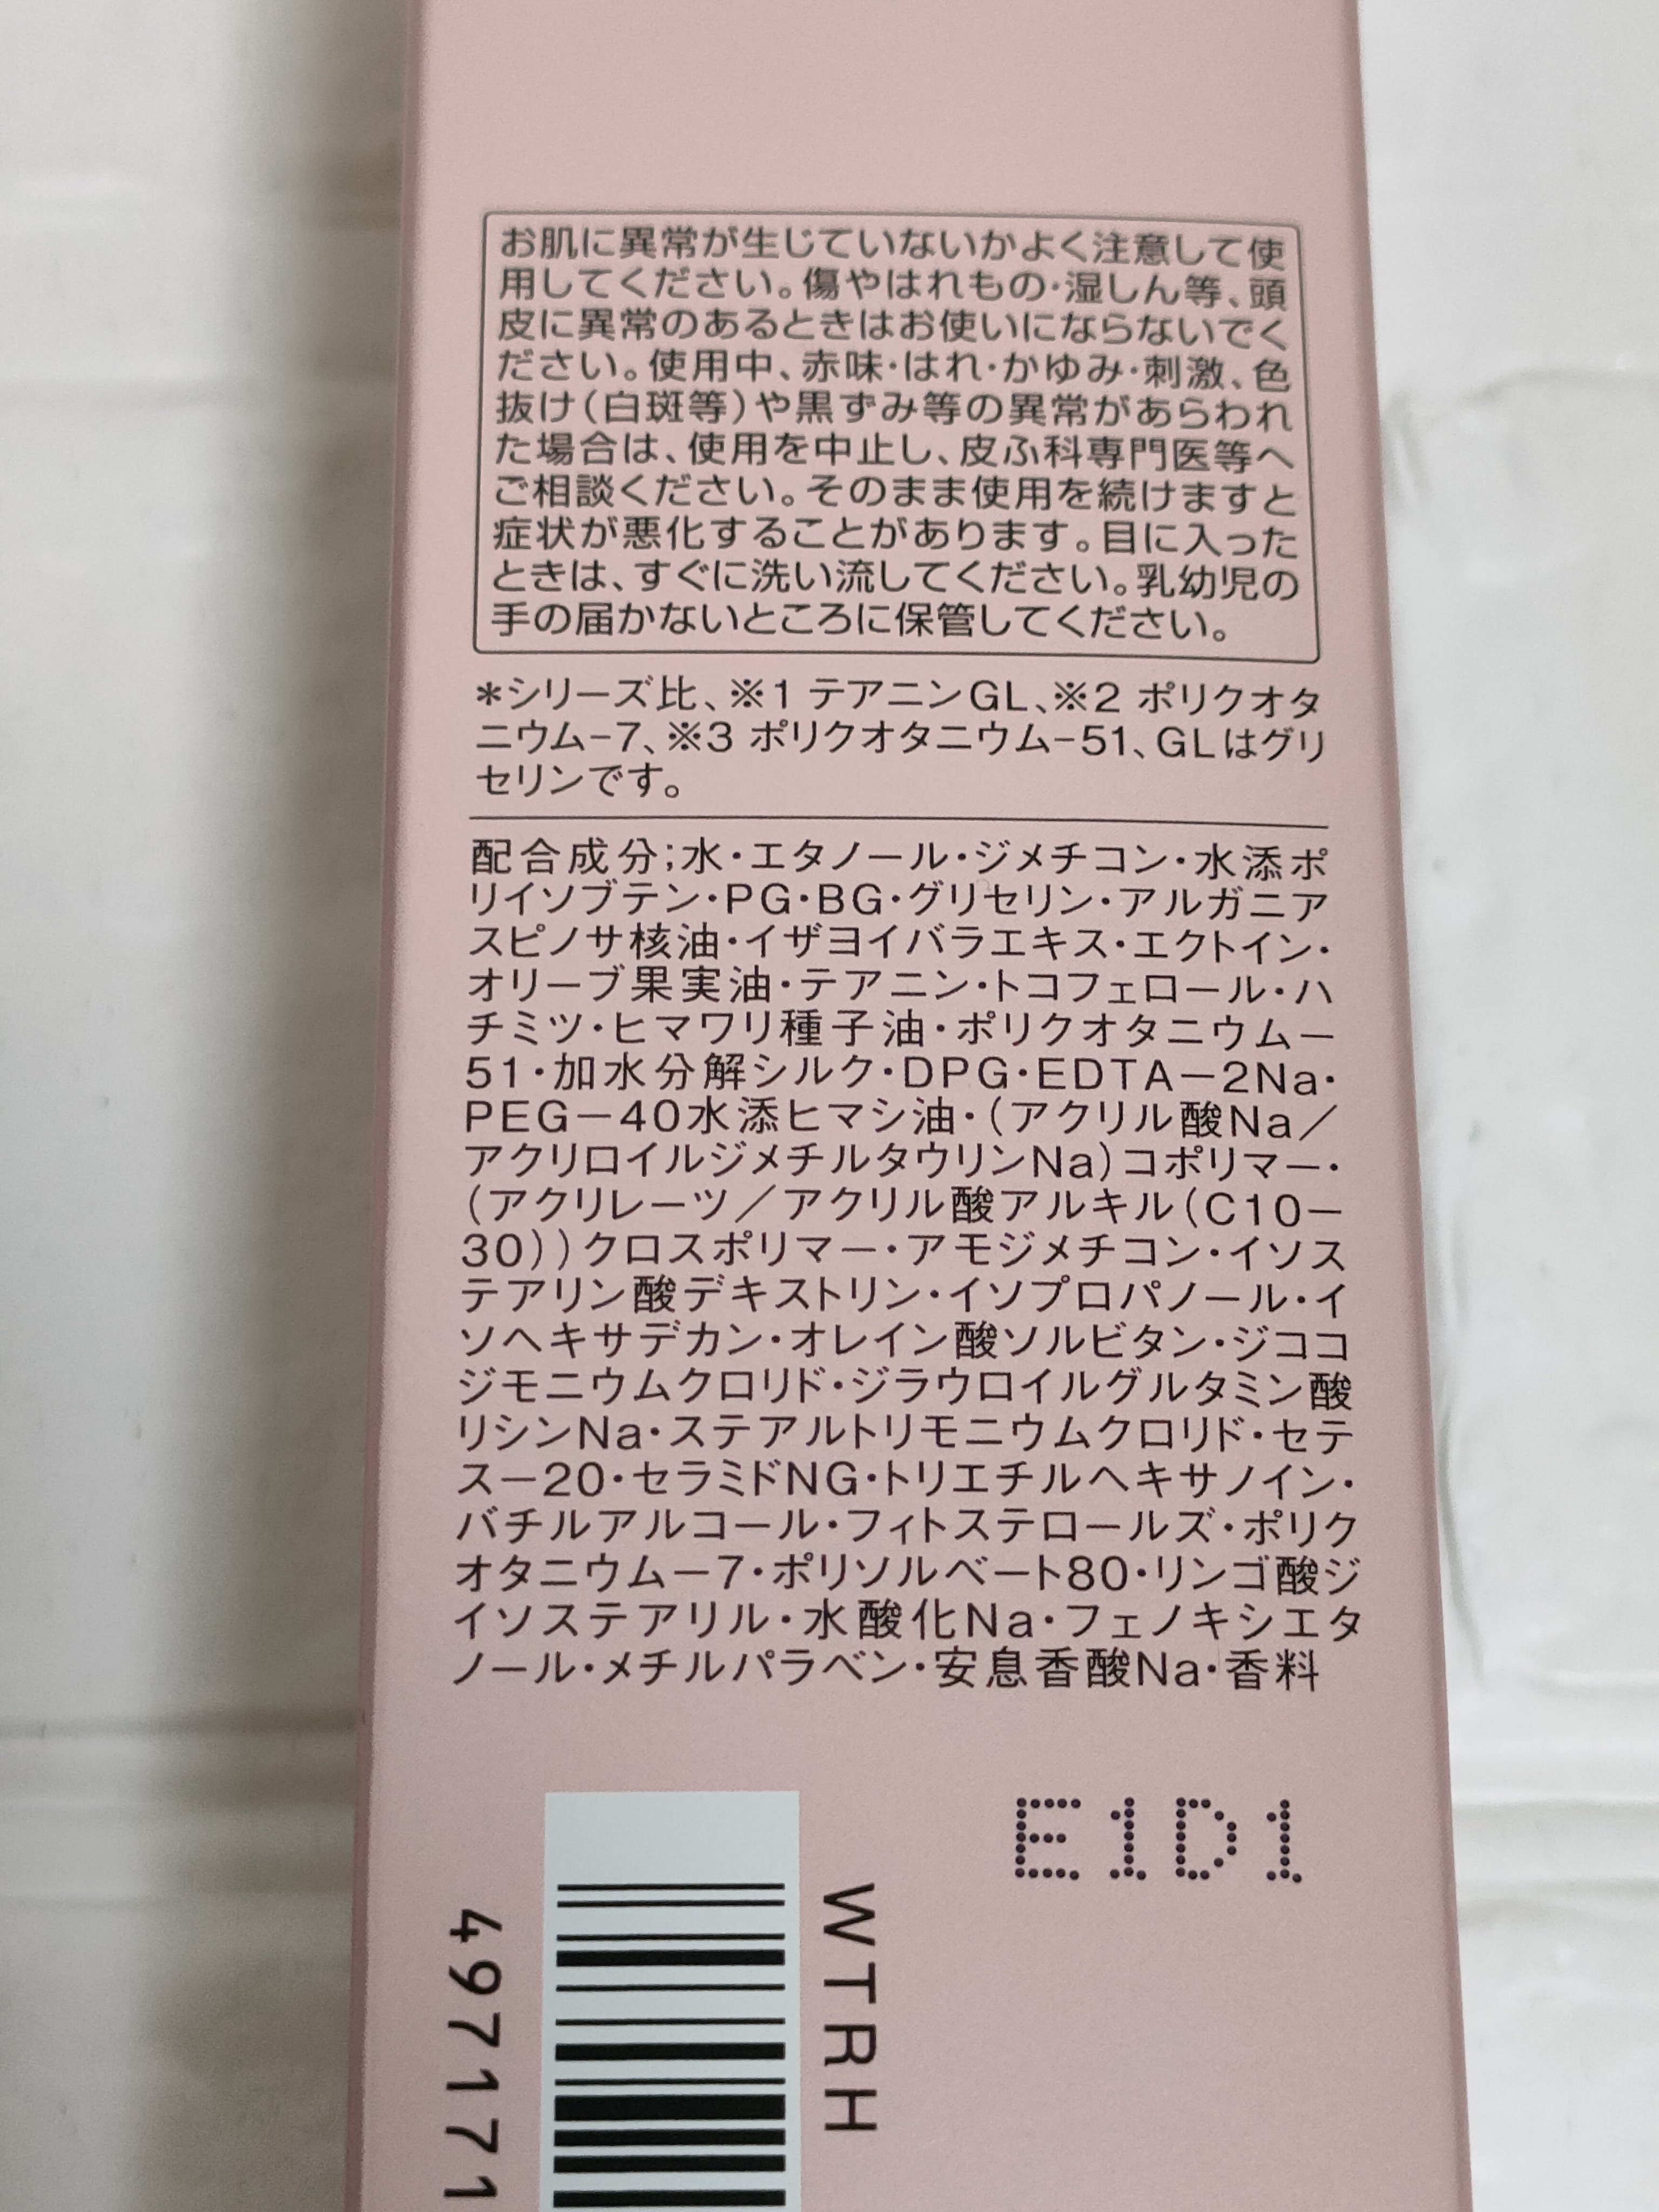 お肌に異常が生じていないかよく注意して使
用してください。傷やはれもの・湿しん等、頭
皮に異常のあるときはお使いにならないでく
ださい。使用中、赤味・はれ・かゆみ・刺激、色
抜け(白斑等)や黒ずみ等の異常があらわれ
た場合は、使用を中止し、皮ふ科専門医等へ
ご相談ください。そのまま使用を続けますと
症状が悪化することがあります。目に入った
ときは、すぐに洗い流してください。乳幼児の
手の届かないところに保管してください。
＊シリーズ比、※1 テアニンGL、※2 ポリクオタ
ニウム-7、※3 ポリクオタニウム-51、GLはグリ
セリンです。
配合成分;水・エタノール・ジメチコン・水添ポ
リイソブテン・PG・BG・グリセリン・アルガニア
スピノサ核油・イザヨイバラエキス・エクトイン・
オリーブ果実油・テアニン・トコフェロール・ハ
チミツ・ヒマワリ種子油・ポリクオタニウムー
51・加水分解シルク・DPG・EDTA－2Na・
PEG－40水添ヒマシ油・(アクリル酸Na／
アクリロイルジメチルタウリンNa)コポリマー・
(アクリレーツ／アクリル酸アルキル(C10－
30))クロスポリマー・アモジメチコン・イソス
テアリン酸デキストリン・イソプロパノール・イ
ソヘキサデカン・オレイン酸ソルビタン・ジココ
ジモニウムクロリド・ジラウロイルグルタミン酸
リシンNa・ステアルトリモニウムクロリド・セテ
ス－20・セラミドNG・トリエチルヘキサノイン・
バチルアルコール・フィトステロールズ・ポリク
オタニウム－7・ポリソルベート80・リンゴ酸ジ
イソステアリル・水酸化Na・フェノキシエタ
ノール・メチルパラベン・安息香酸Na・香料
E1D1
WTRH
497171